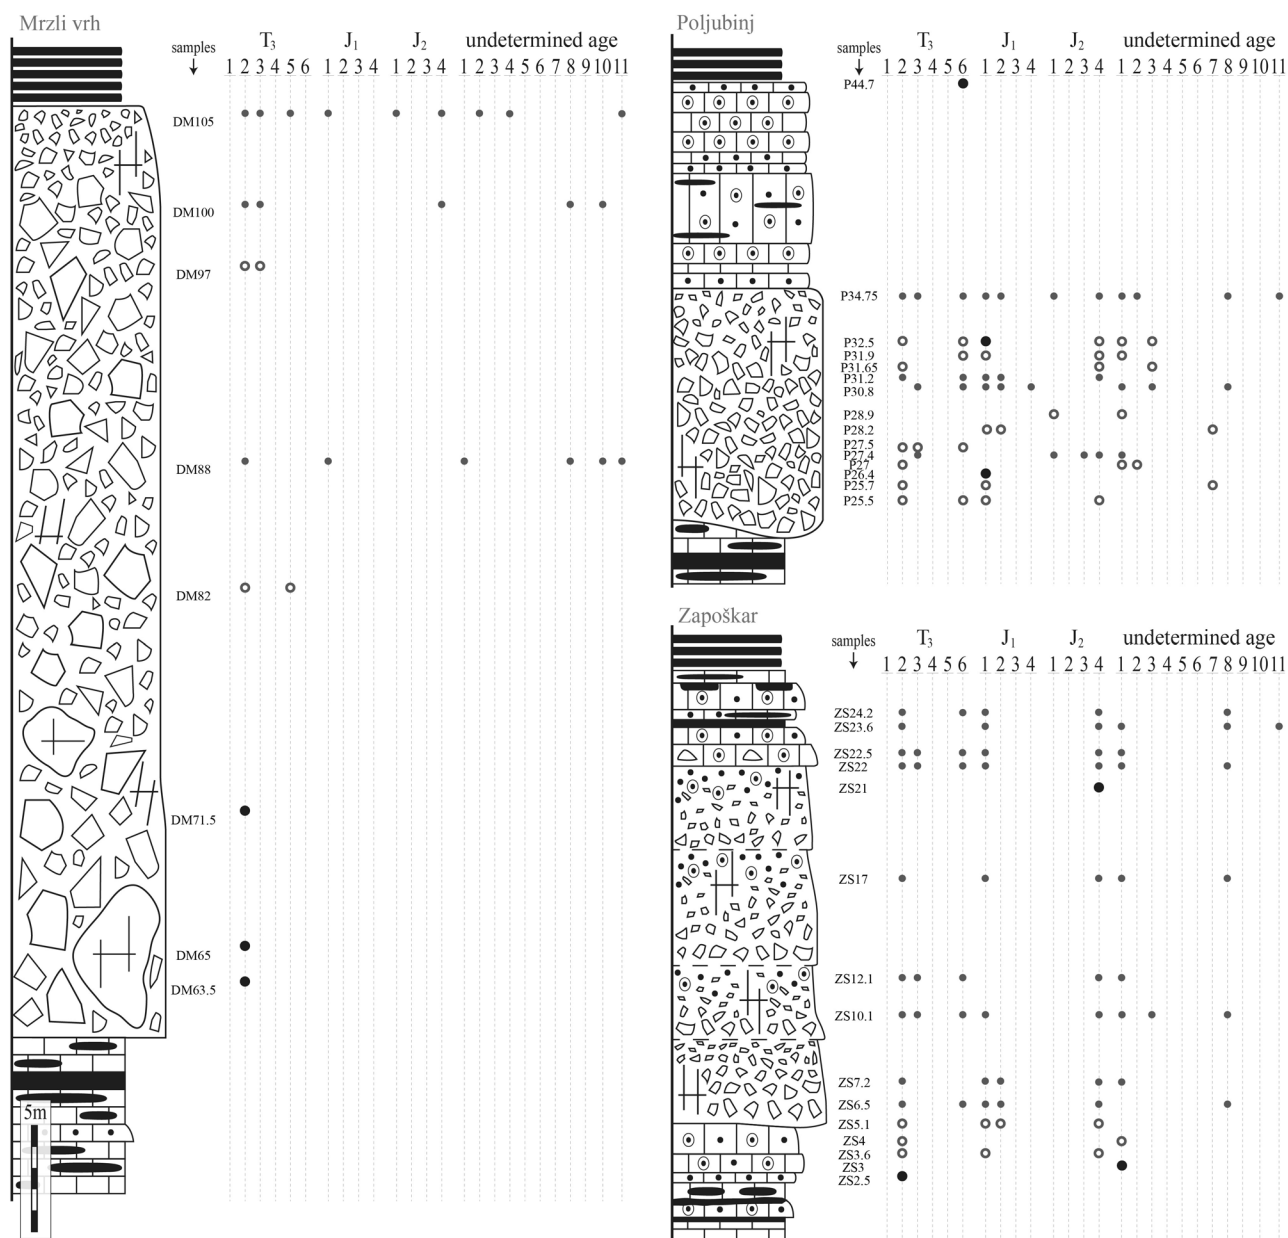 Mrzli vrh
samples
T3 J1 J2 undetermined age
1 2 3 4 5 6 1 2 3 4 1 2 3 4 1 2 3 4 5 6 7 8 9 10 11
DM105
DM100
DM97
DM88
DM82
DM71.5
DM65
DM63.5
5m
Poljubinj
samples
T3 J1 J2 undetermined age
1 2 3 4 5 6 1 2 3 4 1 2 3 4 1 2 3 4 5 6 7 8 9 10 11
P44.7
P34.75
P32.5
P31.9
P31.65
P31.2
P30.8
P28.9
P28.2
P27.5
P27.4
P27
P26.4
P25.7
P25.5
Zapoškar
samples
T3 J1 J2 undetermined age
1 2 3 4 5 6 1 2 3 4 1 2 3 4 1 2 3 4 5 6 7 8 9 10 11
ZS24.2
ZS23.6
ZS22.5
ZS22
ZS21
ZS17
ZS12.1
ZS10.1
ZS7.2
ZS6.5
ZS5.1
ZS4
ZS3.6
ZS3
ZS2.5